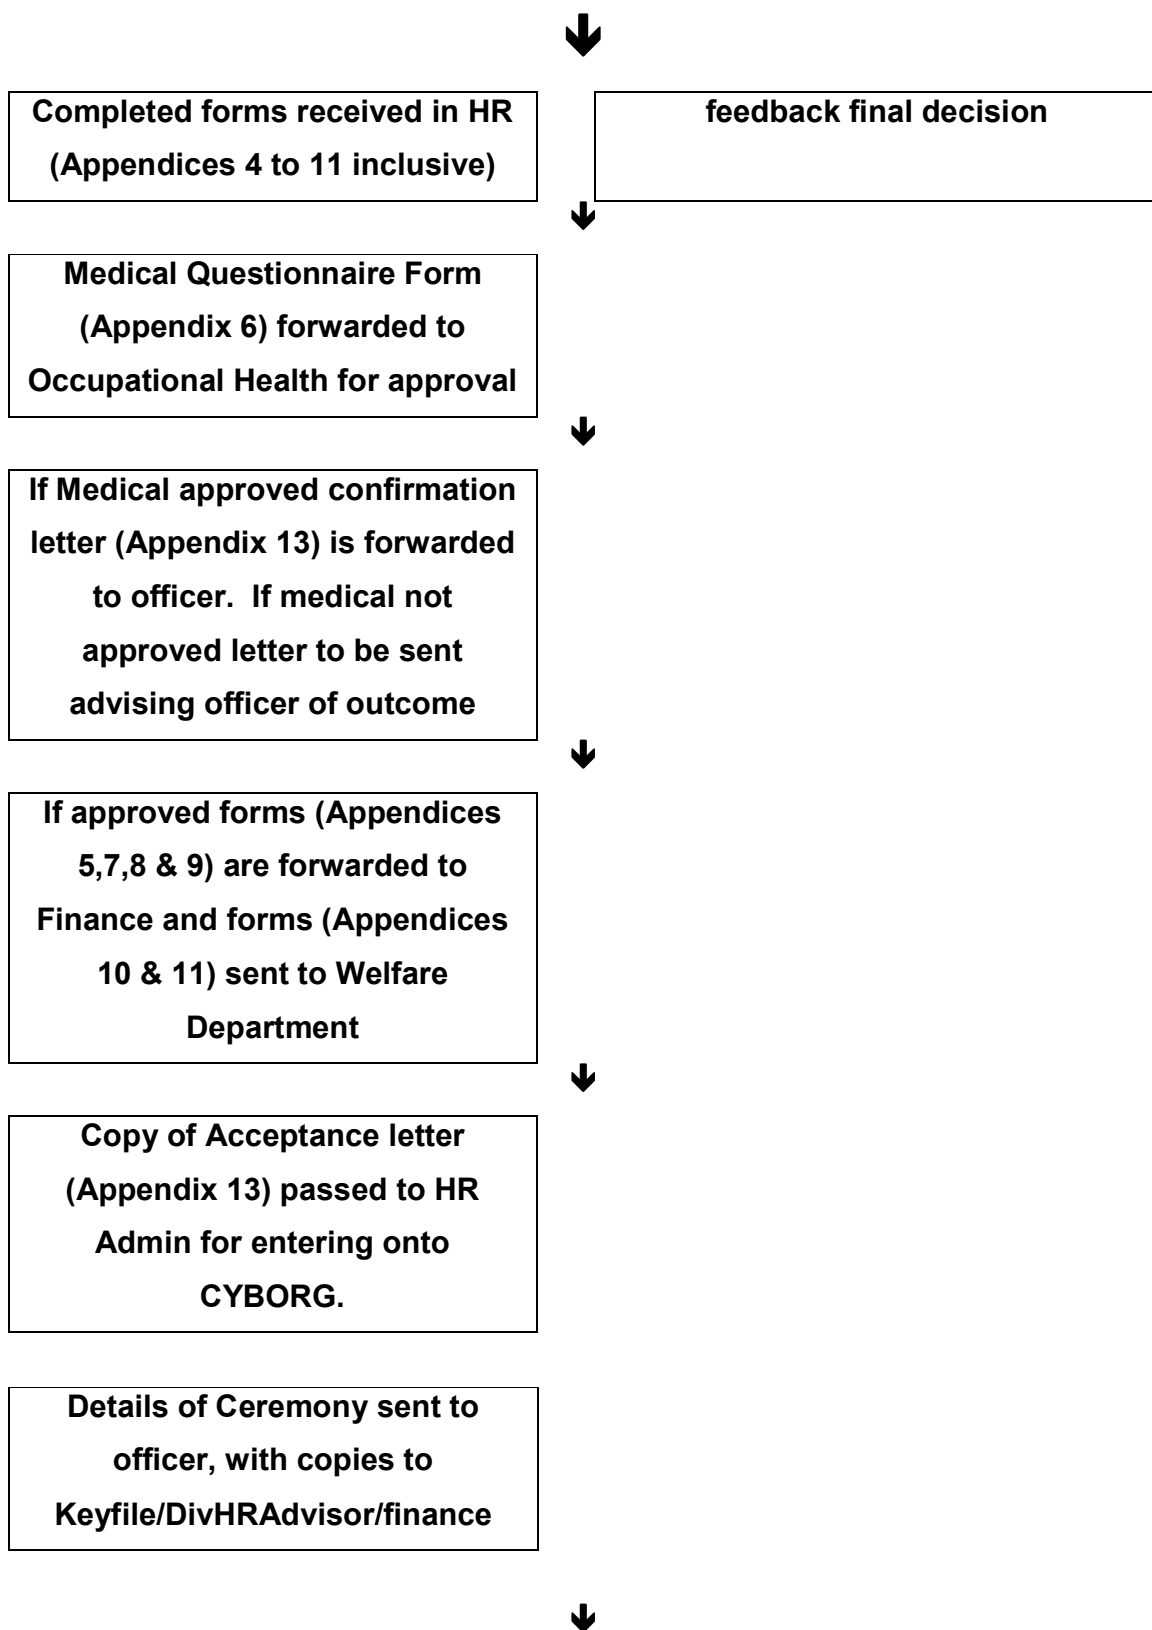 Completed forms received in HR
(Appendices 4 to 11 inclusive)
feedback final decision
Medical Questionnaire Form
(Appendix 6) forwarded to
Occupational Health for approval
If Medical approved confirmation
letter (Appendix 13) is forwarded
to officer.  If medical not
approved letter to be sent
advising officer of outcome
If approved forms (Appendices
5,7,8 & 9) are forwarded to
Finance and forms (Appendices
10 & 11) sent to Welfare
Department
Copy of Acceptance letter
(Appendix 13) passed to HR
Admin for entering onto
CYBORG.
Details of Ceremony sent to
officer, with copies to
Keyfile/DivHRAdvisor/finance